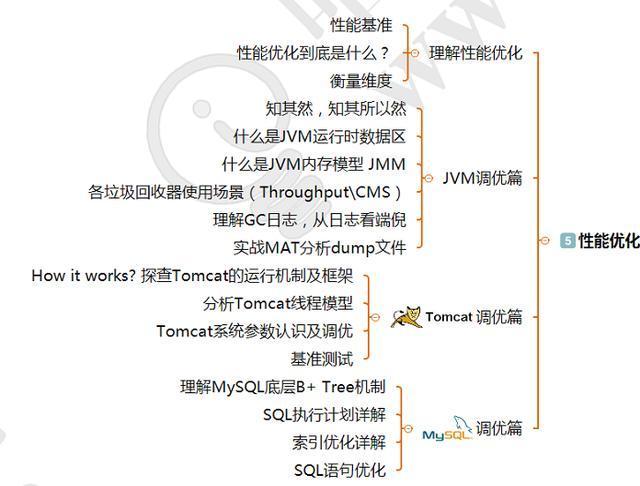 性能基准
性能优化到底是什么？
理解性能优化
衡量维度
知其然，知其所以然
什么是JVM运行时数据区
什么是JVM内存模型 JMM
JVM调优篇
各垃圾回收器使用场景（Throughput\CMS）
理解GC日志，从日志看端倪
实战MAT分析dump文件
5 性能优化
How it works? 探查Tomcat的运行机制及框架
分析Tomcat线程模型
Tomcat 调优篇
Tomcat系统参数认识及调优
基准测试
理解MySQL底层B+ Tree机制
SQL执行计划详解
MySQL 调优篇
索引优化详解
SQL语句优化